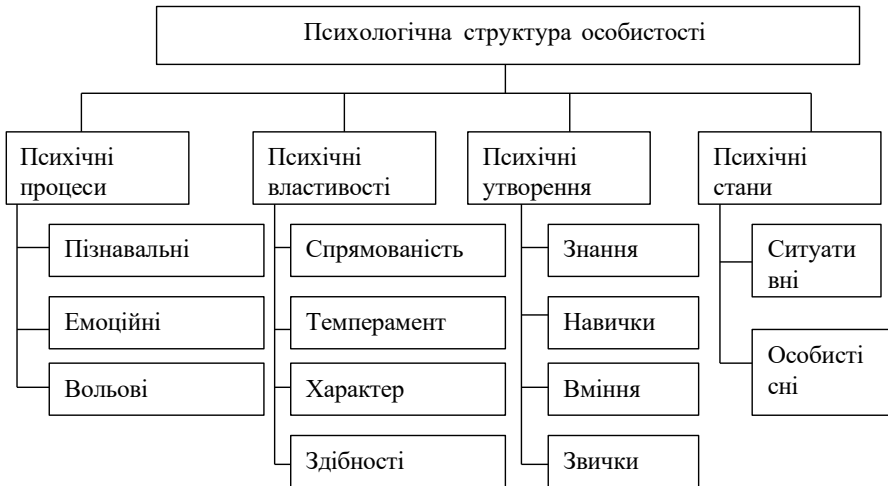 Психологічна структура особистості
Психічні
процеси
Пізнавальні
Емоційні
Вольові
Психічні
властивості
Спрямованість
Темперамент
Характер
Здібності
Психічні
утворення
Знання
Навички
Вміння
Звички
Психічні
стани
Ситуати
вні
Особисті
сні